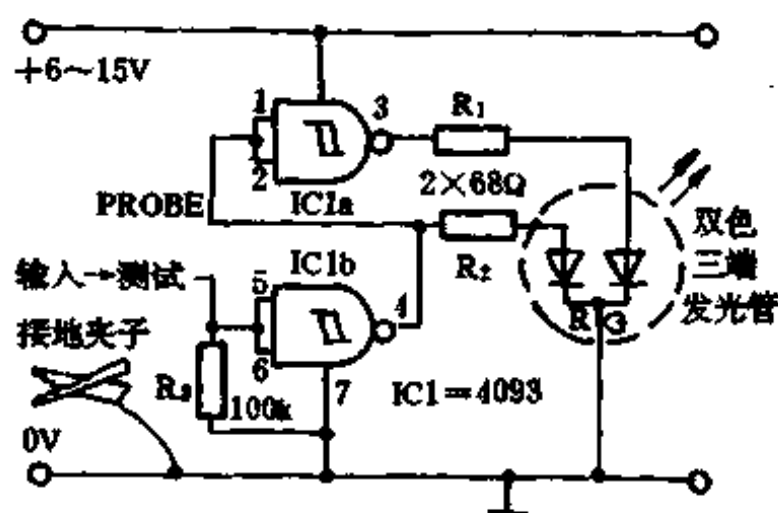 +6～15V
1
2
3
R₁
2×68Ω
IC1a
PROBE
R₂
双色
三端
发光管
输入→测试
接地夹子
IC1b
5
6
4
7
R₃
100k
IC1=4093
R
G
0V